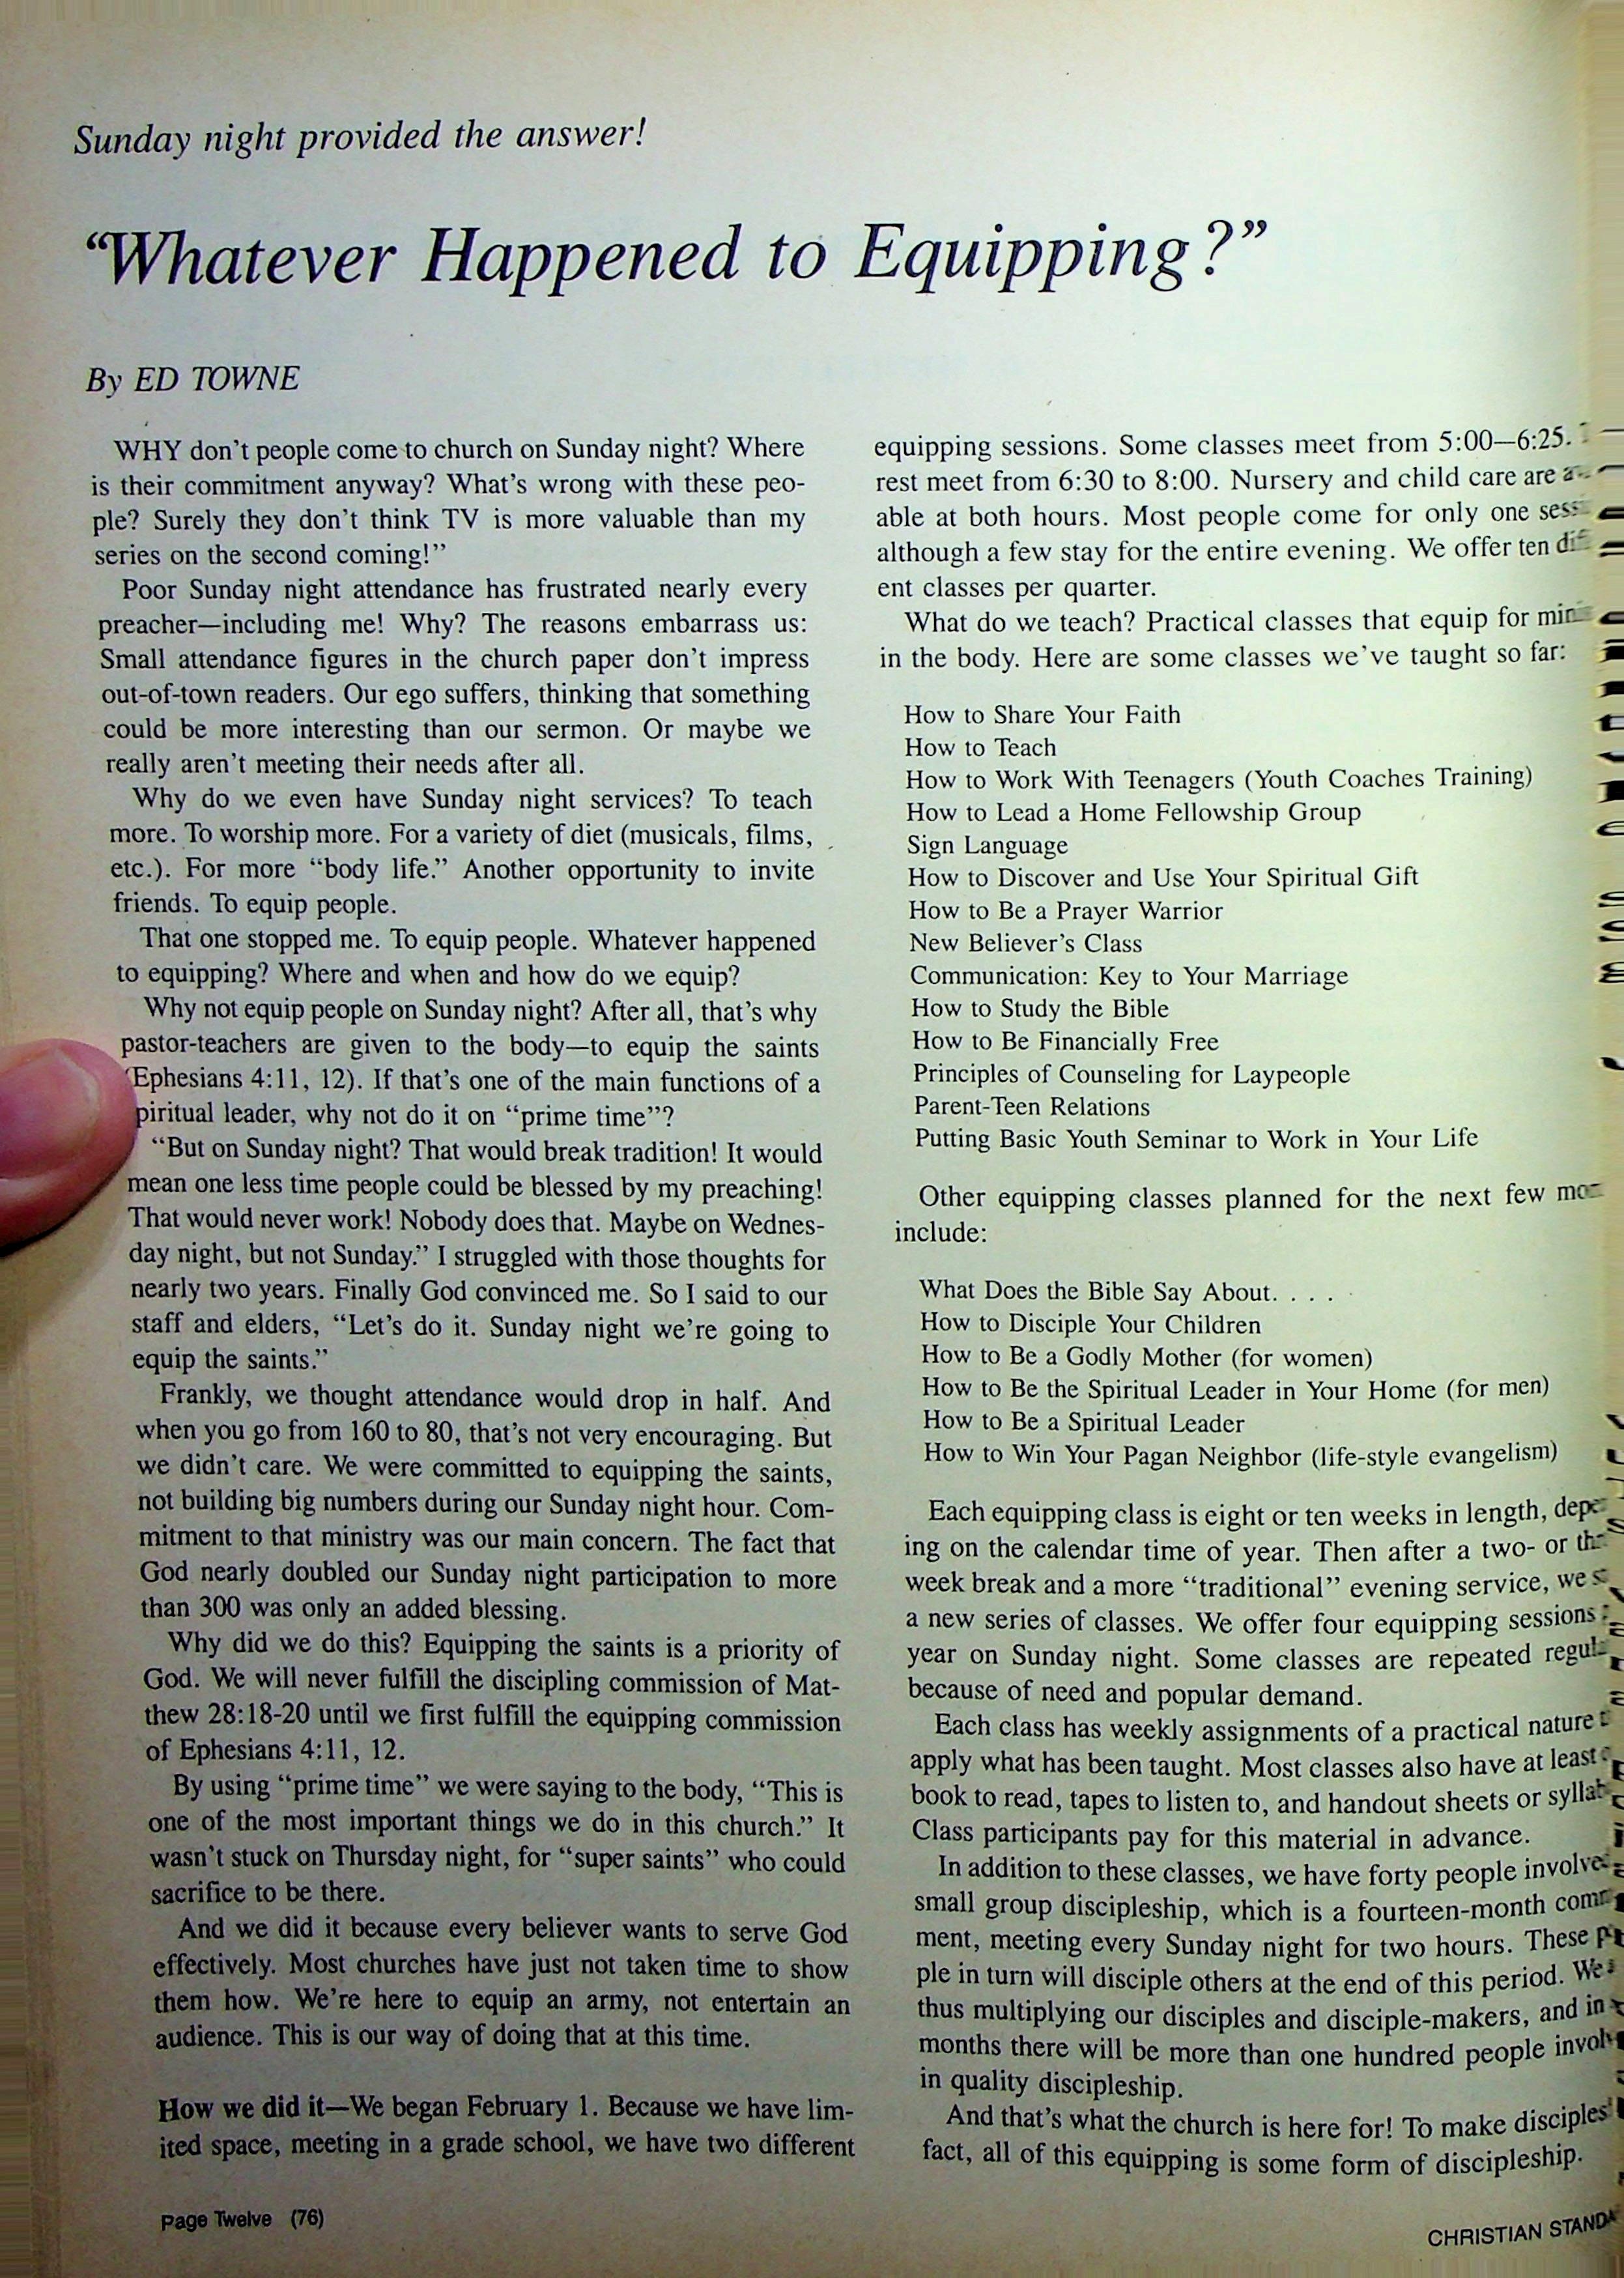 Sunday night provided the answer!
“Whatever Happened to Equipping?”
By ED TOWNE
WHY don’t people come to church on Sunday night? Where
is their commitment anyway? What’s wrong with these peo-
ple? Surely they don’t think TV is more valuable than my
series on the second coming!”
Poor Sunday night attendance has frustrated nearly every
preacher—including me! Why? The reasons embarrass us:
Small attendance figures in the church paper don’t impress
out-of-town readers. Our ego suffers, thinking that something
could be more interesting than our sermon. Or maybe we
really aren’t meeting their needs after all.
Why do we even have Sunday night services? To teach
more. To worship more. For a variety of diet (musicals, films,
etc.). For more “body life.” Another opportunity to invite
friends. To equip people.
That one stopped me. To equip people. Whatever happened
to equipping? Where and when and how do we equip?
Why not equip people on Sunday night? After all, that’s why
pastor-teachers are given to the body—to equip the saints
(Ephesians 4:11, 12). If that’s one of the main functions of a
piritual leader, why not do it on “prime time”?
“But on Sunday night? That would break tradition! It would
mean one less time people could be blessed by my preaching!
That would never work! Nobody does that. Maybe on Wednes-
day night, but not Sunday.” I struggled with those thoughts for
nearly two years. Finally God convinced me. So I said to our
staff and elders, “Let’s do it. Sunday night we’re going to
equip the saints.”
Frankly, we thought attendance would drop in half. And
when you go from 160 to 80, that’s not very encouraging. But
we didn’t care. We were committed to equipping the saints,
not building big numbers during our Sunday night hour. Com-
mitment to that ministry was our main concern. The fact that
God nearly doubled our Sunday night participation to more
than 300 was only an added blessing.
Why did we do this? Equipping the saints is a priority of
God. We will never fulfill the discipling commission of Mat-
thew 28:18-20 until we first fulfill the equipping commission
of Ephesians 4:11, 12.
By using “prime time” we were saying to the body, “This is
one of the most important things we do in this church.” It
wasn’t stuck on Thursday night, for “super saints” who could
sacrifice to be there.
And we did it because every believer wants to serve God
effectively. Most churches have just not taken time to show
them how. We’re here to equip an army, not entertain an
audience. This is our way of doing that at this time.
How we did it—We began February 1. Because we have lim-
ited space, meeting in a grade school, we have two different
equipping sessions. Some classes meet from 5:00—6:25.
rest meet from 6:30 to 8:00. Nursery and child care are
able at both hours. Most people come for only one
although a few stay for the entire evening. We offer ten
ent classes per quarter.
What do we teach? Practical classes that equip for
in the body. Here are some classes we’ve taught so far:
How to Share Your Faith
How to Teach
How to Work With Teenagers (Youth Coaches Training)
How to Lead a Home Fellowship Group
Sign Language
How to Discover and Use Your Spiritual Gift
How to Be a Prayer Warrior
New Believer’s Class
Communication: Key to Your Marriage
How to Study the Bible
How to Be Financially Free
Principles of Counseling for Laypeople
Parent-Teen Relations
Putting Basic Youth Seminar to Work in Your Life
Other equipping classes planned for the next few
include:
What Does the Bible Say About. . . .
How to Disciple Your Children
How to Be a Godly Mother (for women)
How to Be the Spiritual Leader in Your Home (for men)
How to Be a Spiritual Leader
How to Win Your Pagan Neighbor (life-style evangelism)
Each equipping class is eight or ten weeks in length,
ing on the calendar time of year. Then after a two- or
week break and a more “traditional” evening service, we
a new series of classes. We offer four equipping sessions
year on Sunday night. Some classes are repeated
because of need and popular demand.
Each class has weekly assignments of a practical nature
apply what has been taught. Most classes also have at least
book to read, tapes to listen to, and handout sheets or
Class participants pay for this material in advance.
In addition to these classes, we have forty people
small group discipleship, which is a fourteen-month
ment, meeting every Sunday night for two hours. These
ple in turn will disciple others at the end of this period. We
thus multiplying our disciples and disciple-makers, and in
months there will be more than one hundred people
in quality discipleship.
And that’s what the church is here for! To make disciples
fact, all of this equipping is some form of discipleship.
Page Twelve (76)
CHRISTIAN